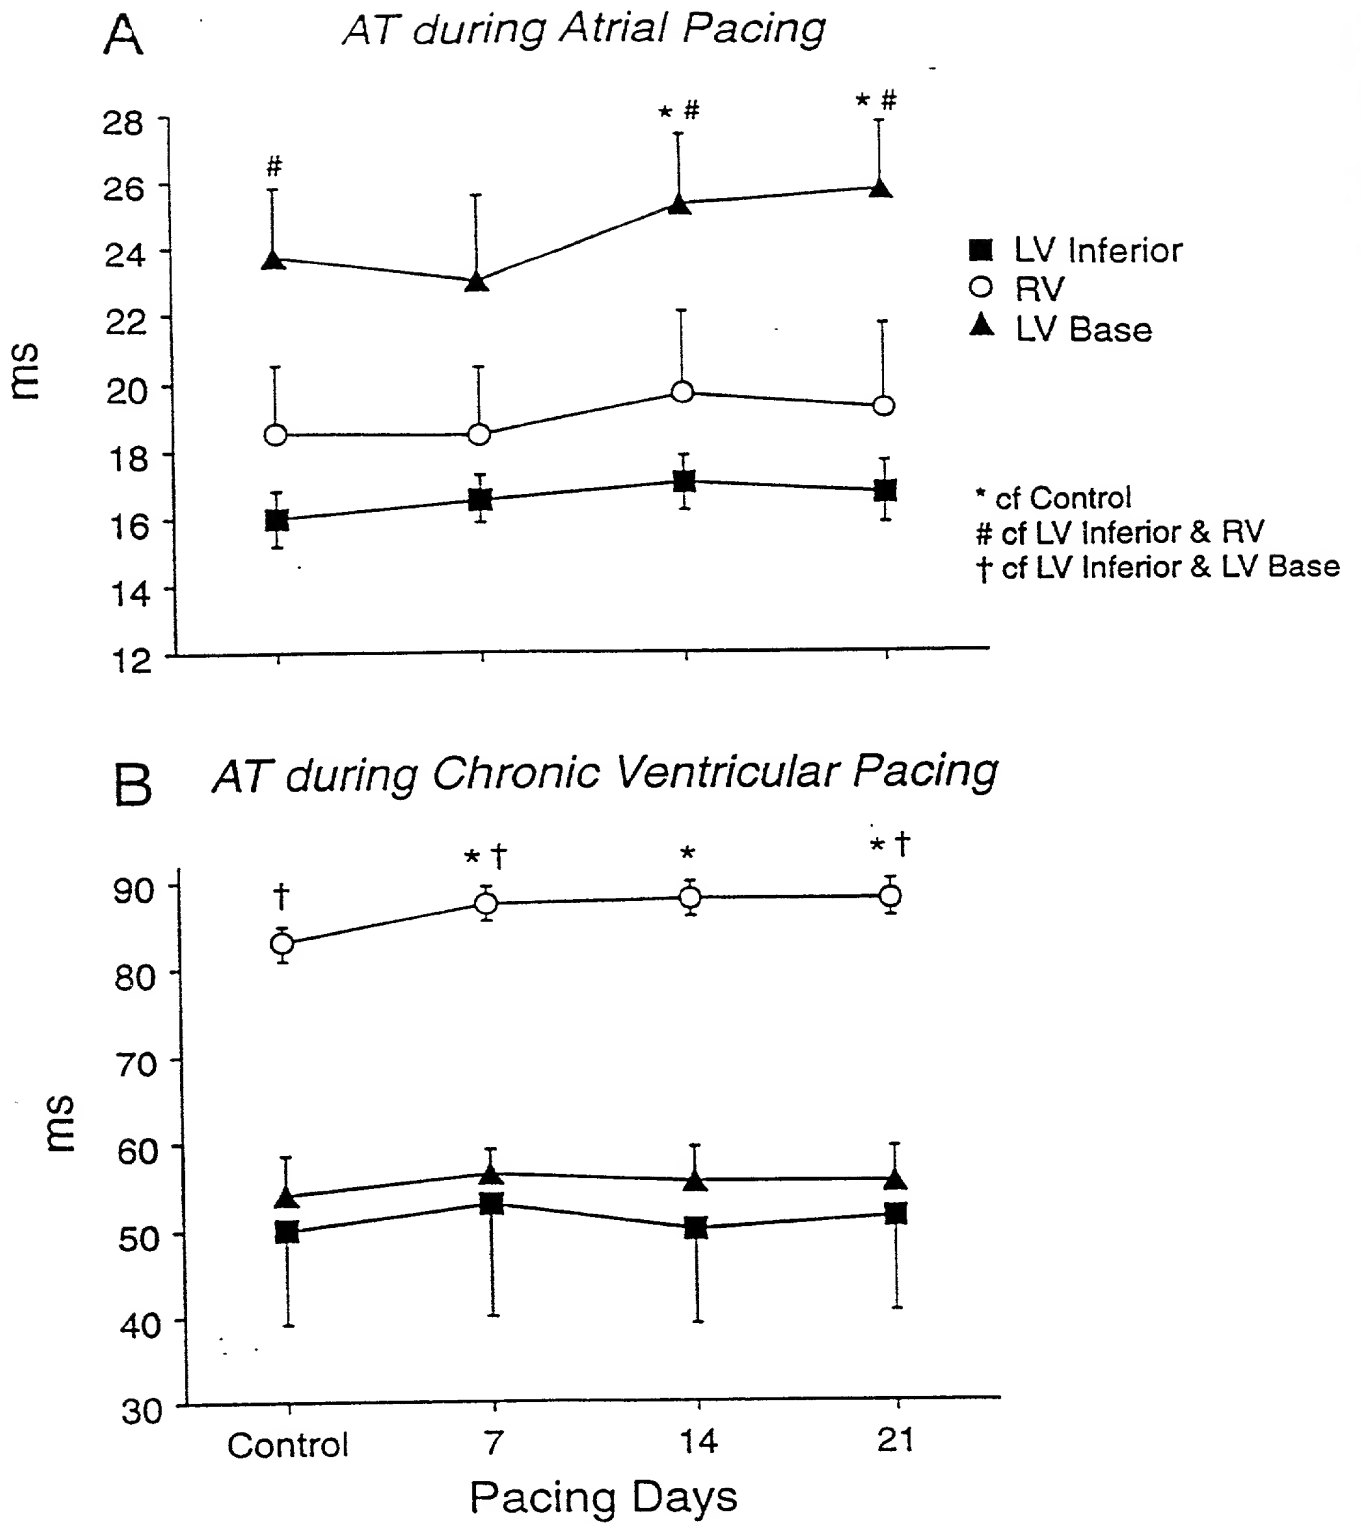 A
AT during Atrial Pacing
* #
* #
#
28
26
24
22
20
18
16
14
12
ms
LV Inferior
RV
LV Base
* cf Control
# cf LV Inferior & RV
† cf LV Inferior & LV Base
B
AT during Chronic Ventricular Pacing
†
* †
*
* †
90
80
70
60
50
40
30
ms
Control 7 14 21
Pacing Days